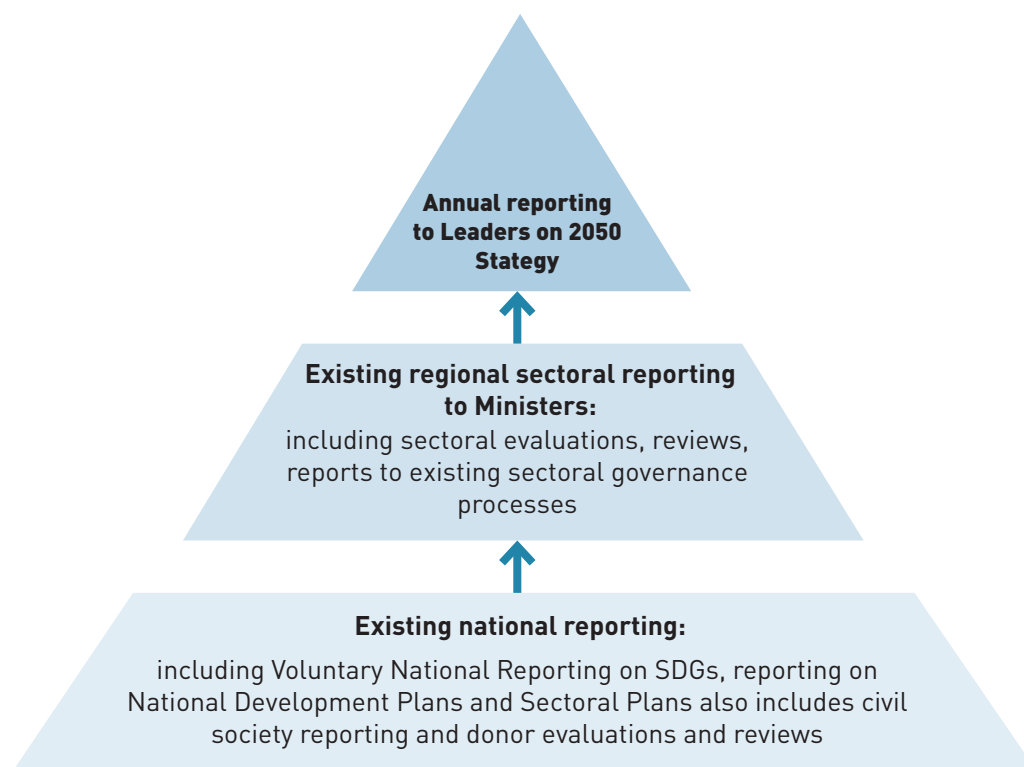 Annual reporting
to Leaders on 2050
Stategy
Existing regional sectoral reporting
to Ministers:
including sectoral evaluations, reviews,
reports to existing sectoral governance
processes
Existing national reporting:
including Voluntary National Reporting on SDGs, reporting on
National Development Plans and Sectoral Plans also includes civil
society reporting and donor evaluations and reviews